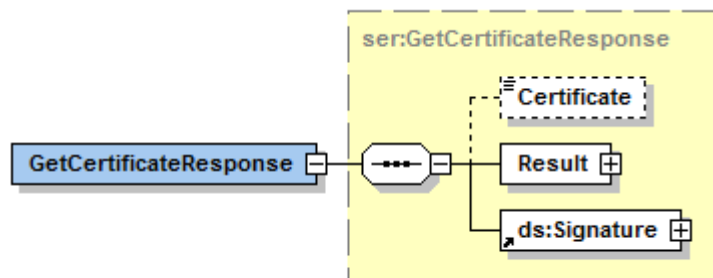 ser:GetCertificateResponse
Certificate
GetCertificateResponse
Result
ds:Signature